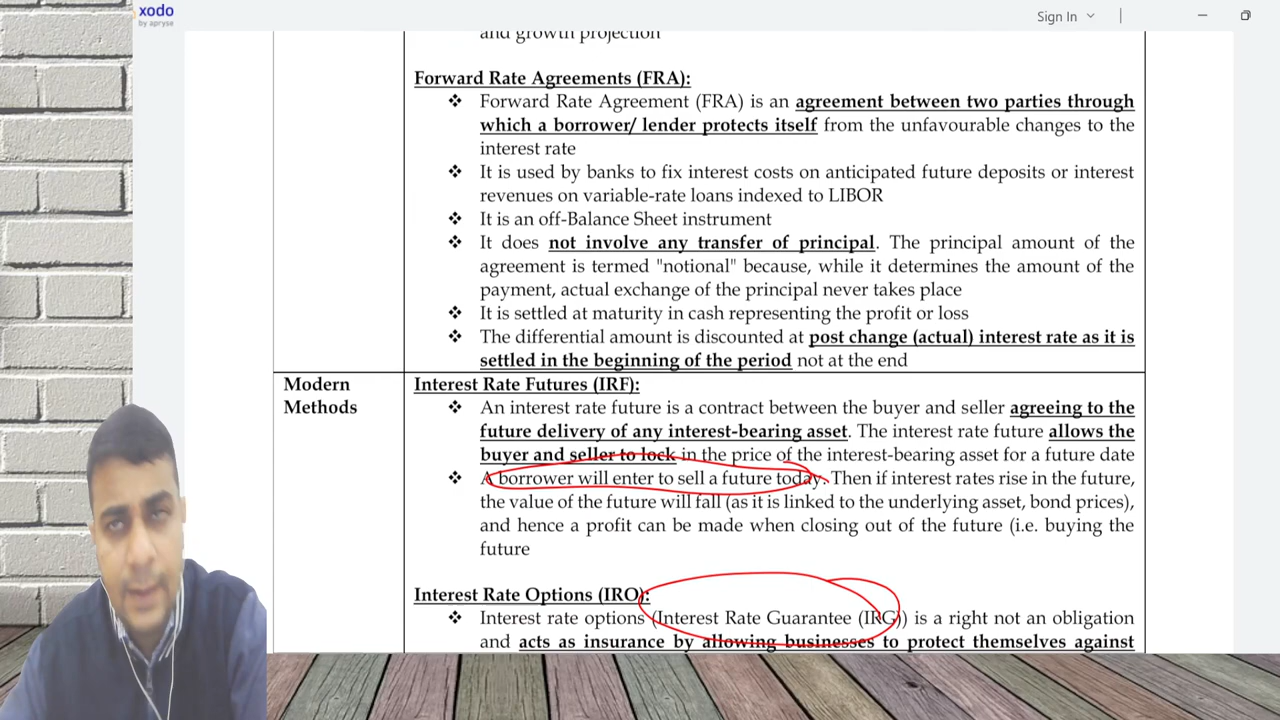 xodo
by apryse
Sign In
and growth projection
Forward Rate Agreements (FRA):
❖ Forward Rate Agreement (FRA) is an agreement between two parties through
which a borrower/ lender protects itself from the unfavourable changes to the
interest rate
❖ It is used by banks to fix interest costs on anticipated future deposits or interest
revenues on variable-rate loans indexed to LIBOR
❖ It is an off-Balance Sheet instrument
❖ It does not involve any transfer of principal. The principal amount of the
agreement is termed "notional" because, while it determines the amount of the
payment, actual exchange of the principal never takes place
❖ It is settled at maturity in cash representing the profit or loss
❖ The differential amount is discounted at post change (actual) interest rate as it is
settled in the beginning of the period not at the end
Modern
Methods
Interest Rate Futures (IRF):
❖ An interest rate future is a contract between the buyer and seller agreeing to the
future delivery of any interest-bearing asset. The interest rate future allows the
buyer and seller to lock in the price of the interest-bearing asset for a future date
❖ A borrower will enter to sell a future today. Then if interest rates rise in the future,
the value of the future will fall (as it is linked to the underlying asset, bond prices),
and hence a profit can be made when closing out of the future (i.e. buying the
future
Interest Rate Options (IRO):
❖ Interest rate options (Interest Rate Guarantee (IRG)) is a right not an obligation
and acts as insurance by allowing businesses to protect themselves against